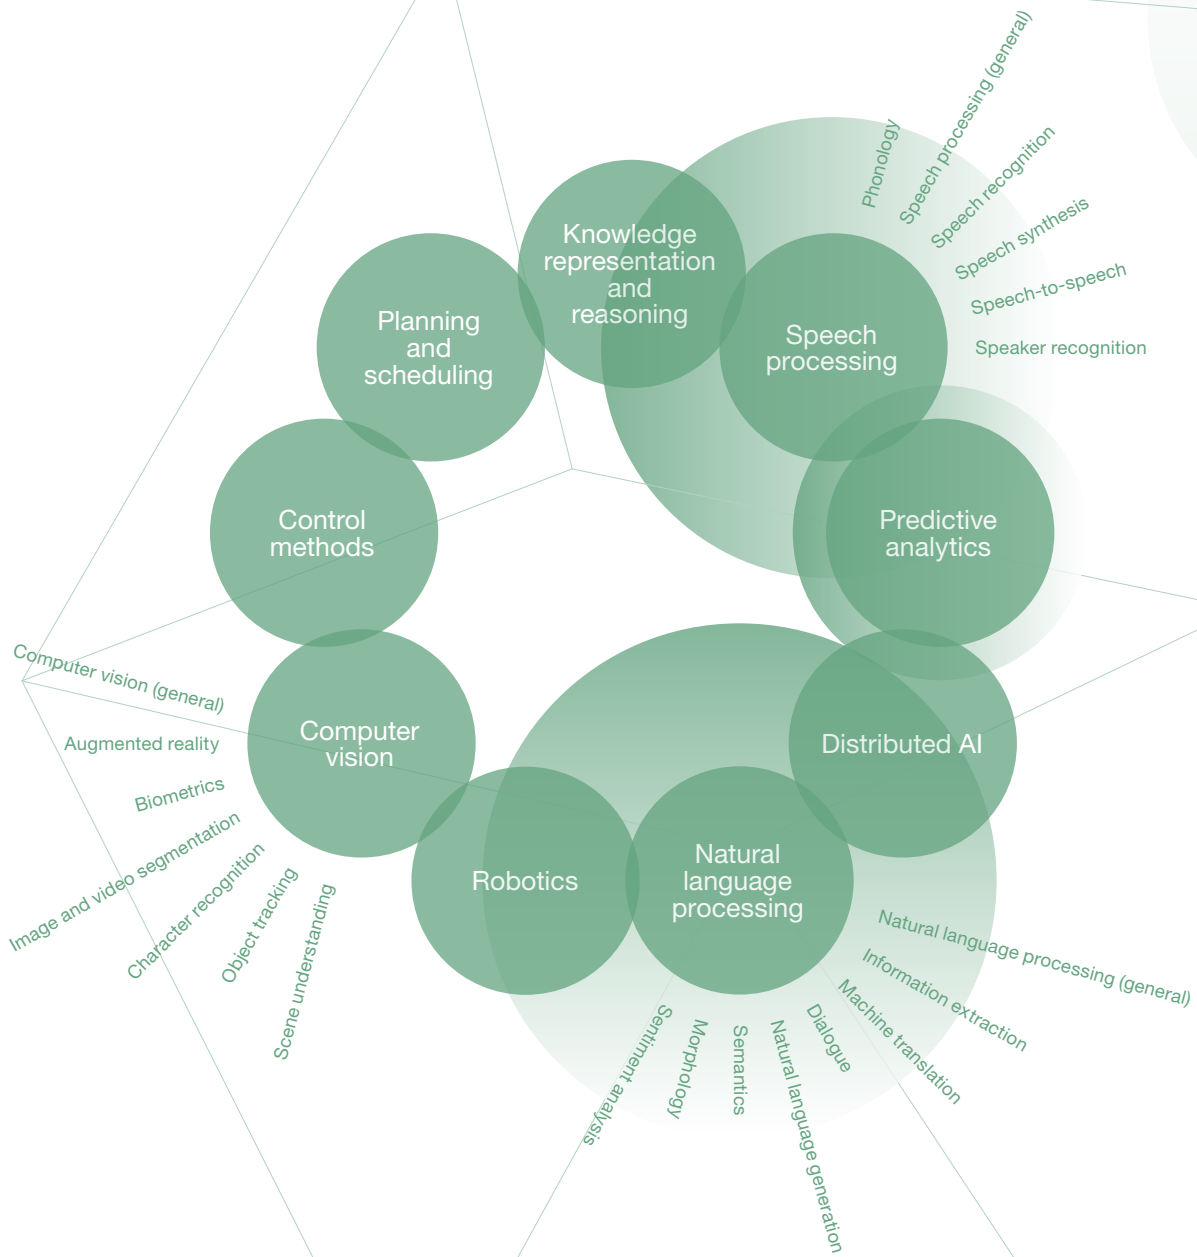 Phonology
Speech processing (general)
Speech recognition
Speech synthesis
Speech-to-speech
Speaker recognition
Knowledge
representation
and
reasoning
Speech
processing
Planning
and
scheduling
Predictive
analytics
Control
methods
Computer
vision
Distributed AI
Robotics
Natural
language
processing
Computer vision (general)
Augmented reality
Biometrics
Image and video segmentation
Character recognition
Object tracking
Scene understanding
Natural language processing (general)
Information extraction
Machine translation
Dialogue
Natural language generation
Semantics
Morphology
Sentiment analysis